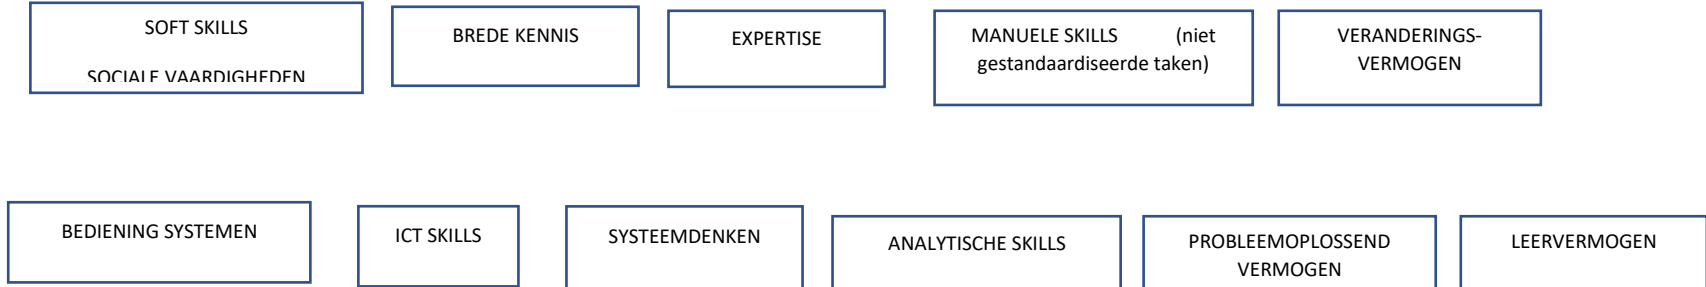 SOFT SKILLS
SOCIALE VAARDIGHEDEN
BREDE KENNIS
EXPERTISE
MANUELE SKILLS (niet
gestandaardiseerde taken)
VERANDERINGS-
VERMOGEN
BEDIENING SYSTEMEN
ICT SKILLS
SYSTEEMDENKEN
ANALYTISCHE SKILLS
PROBLEEMOPLOSSEND
VERMOGEN
LEERVERMOGEN